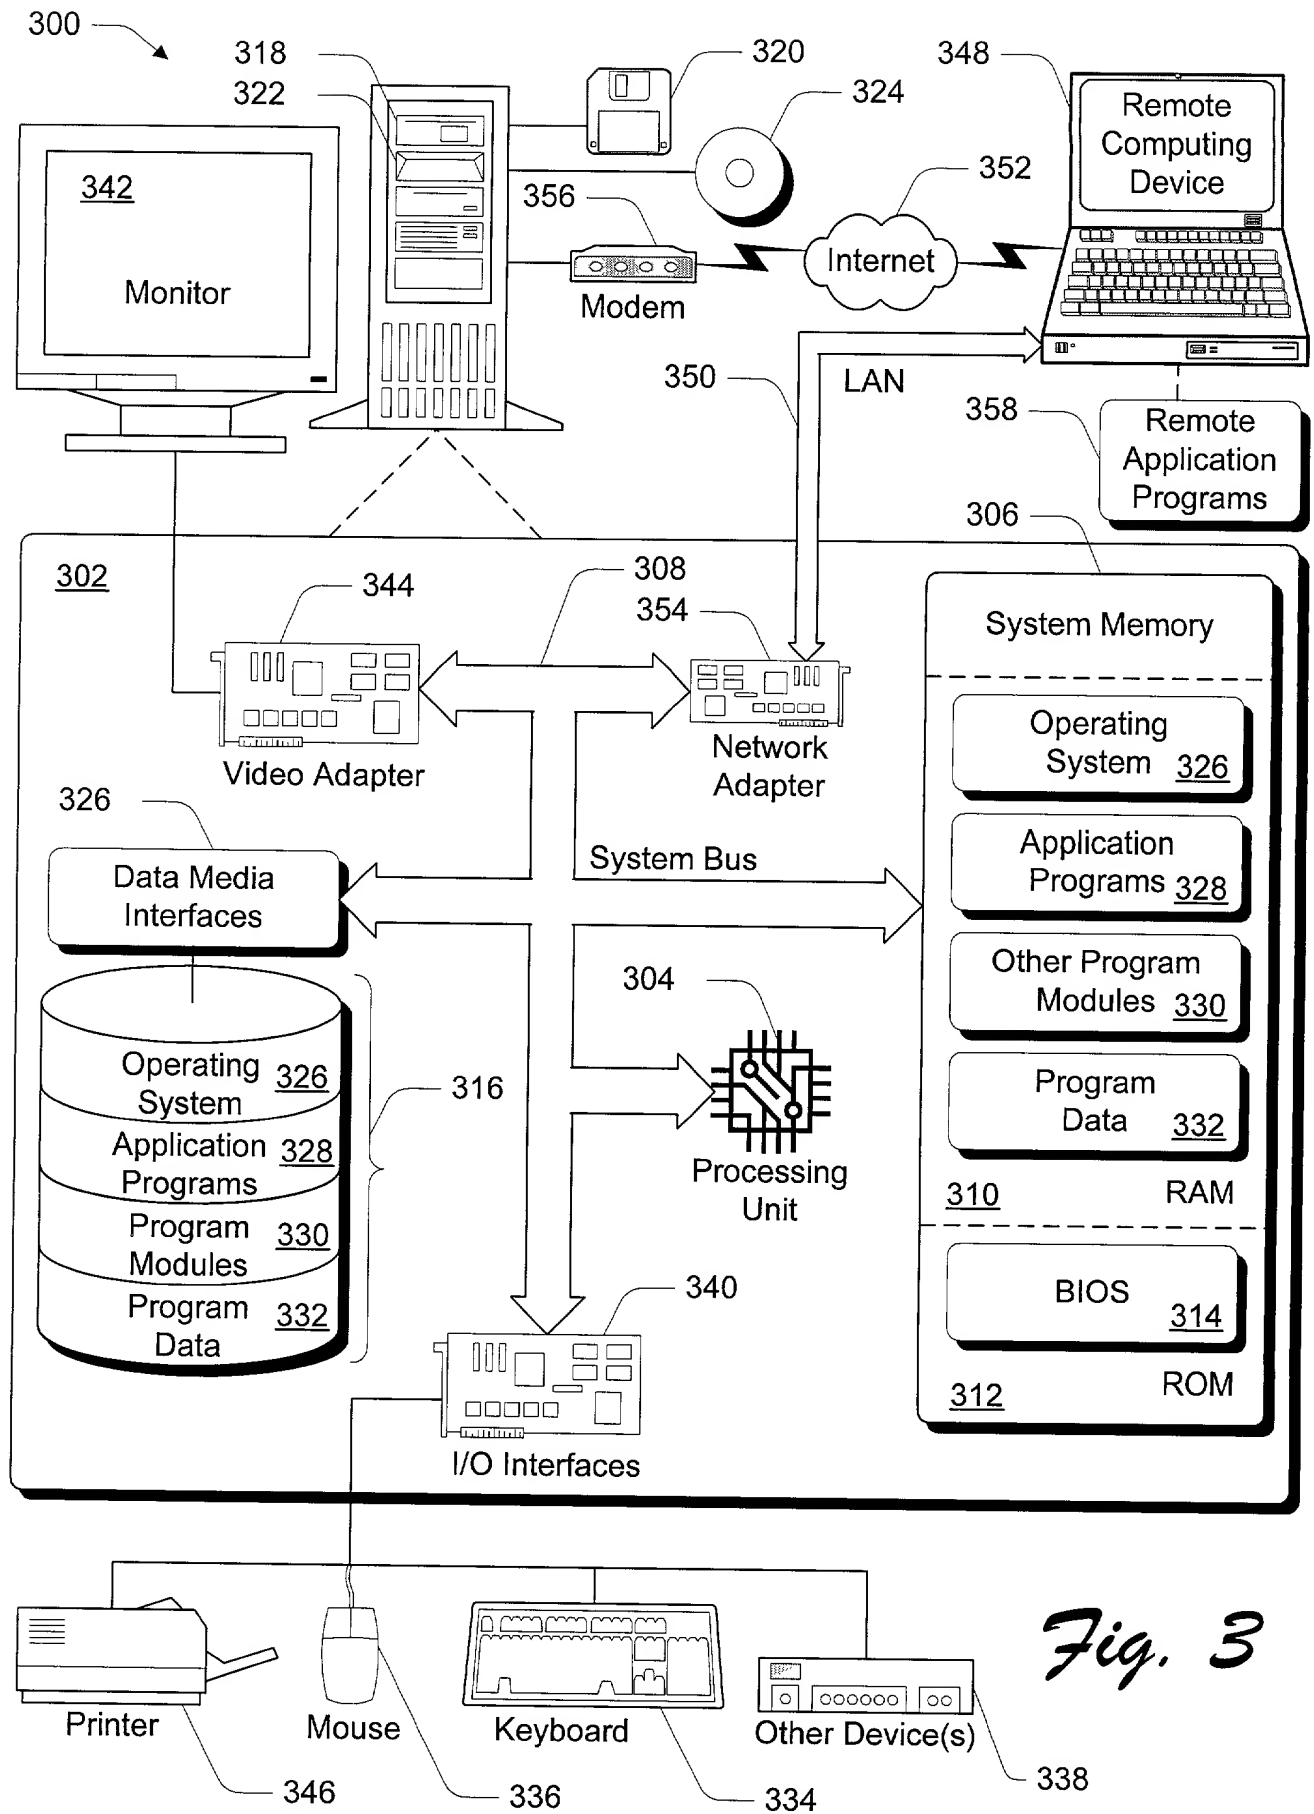 300
318
322
320
324
348
Remote
Computing
Device
342
Monitor
356
352
Internet
Modem
350
LAN
358
Remote
Application
Programs
306
302
344
308
354
System Memory
Video Adapter
Network
Adapter
Operating
System 326
326
Data Media
Interfaces
System Bus
Application
Programs 328
304
Other Program
Modules 330
Operating
System 326
316
Application
Programs 328
Program
Modules 330
Program
Data 332
Processing
Unit
Program
Data 332
310 RAM
340
BIOS
314
312 ROM
I/O Interfaces
Printer
Mouse
Keyboard
Other Device(s)
346
336
334
338
Fig. 3